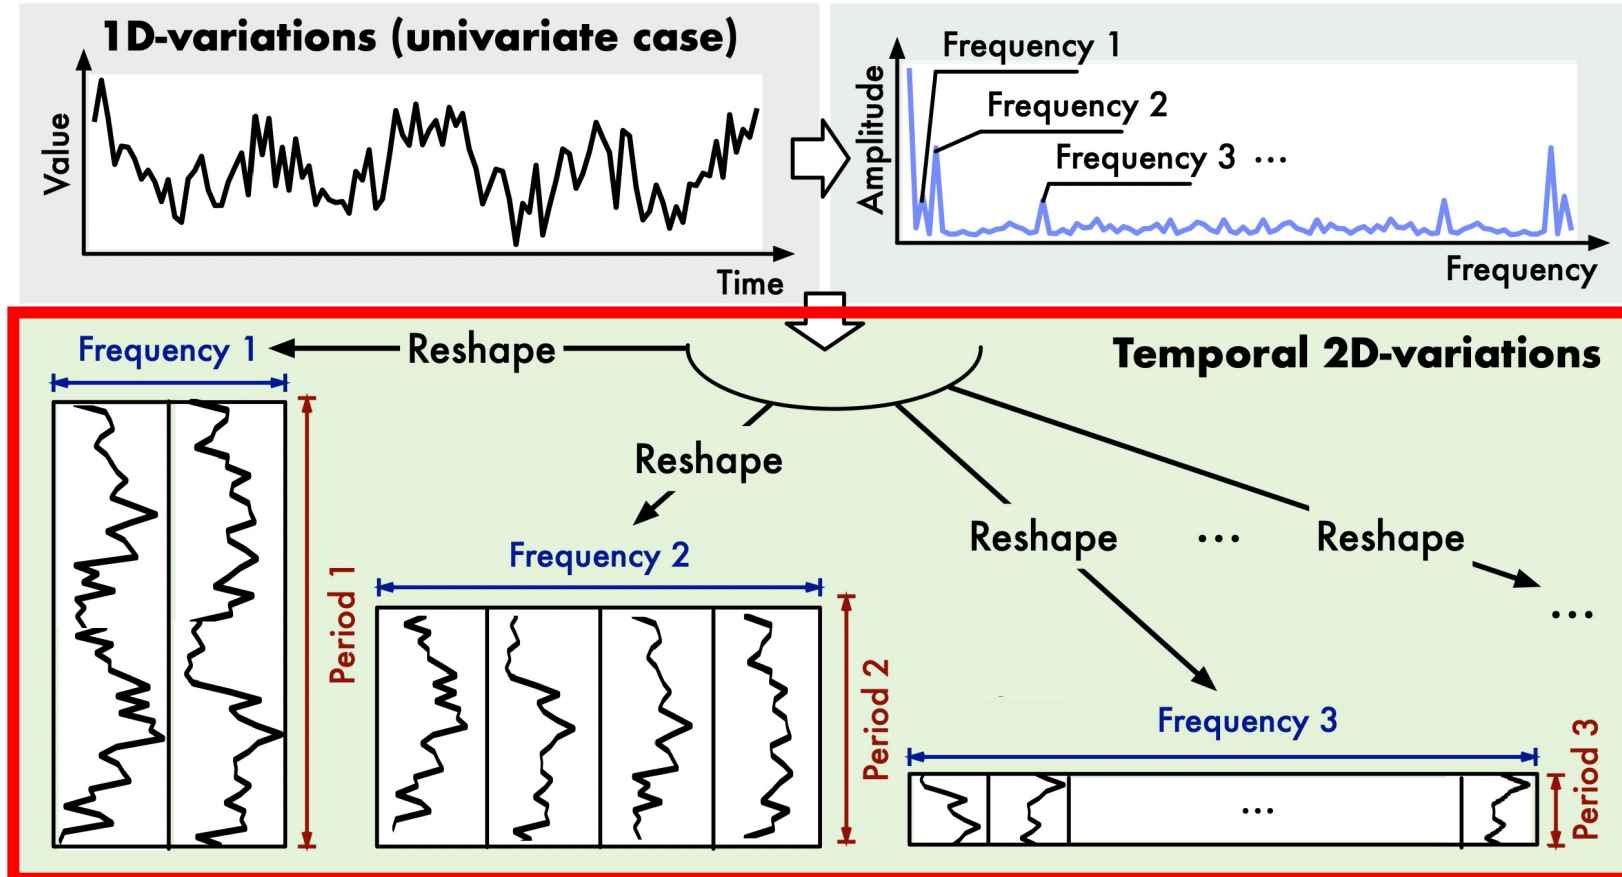 1D-variations (univariate case)
Value
Time
Amplitude
Frequency 1
Frequency 2
Frequency 3 ...
Frequency
Temporal 2D-variations
Frequency 1
Reshape
Period 1
Reshape
Frequency 2
Period 2
Reshape
...
Reshape
...
Frequency 3
...
Period 3